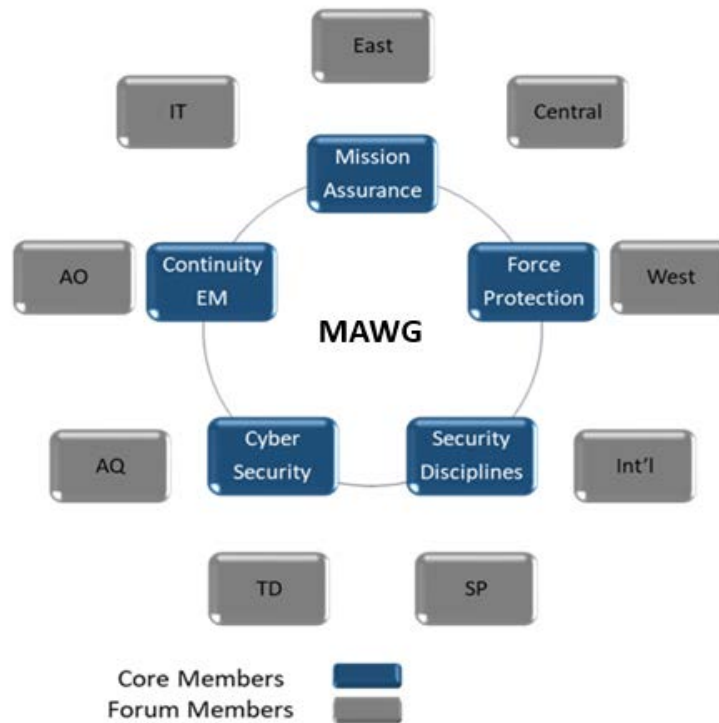 East
IT
Central
Mission
Assurance
AO
Continuity
EM
Force
Protection
West
MAWG
AQ
Cyber
Security
Security
Disciplines
Int'l
TD
SP
Core Members
Forum Members